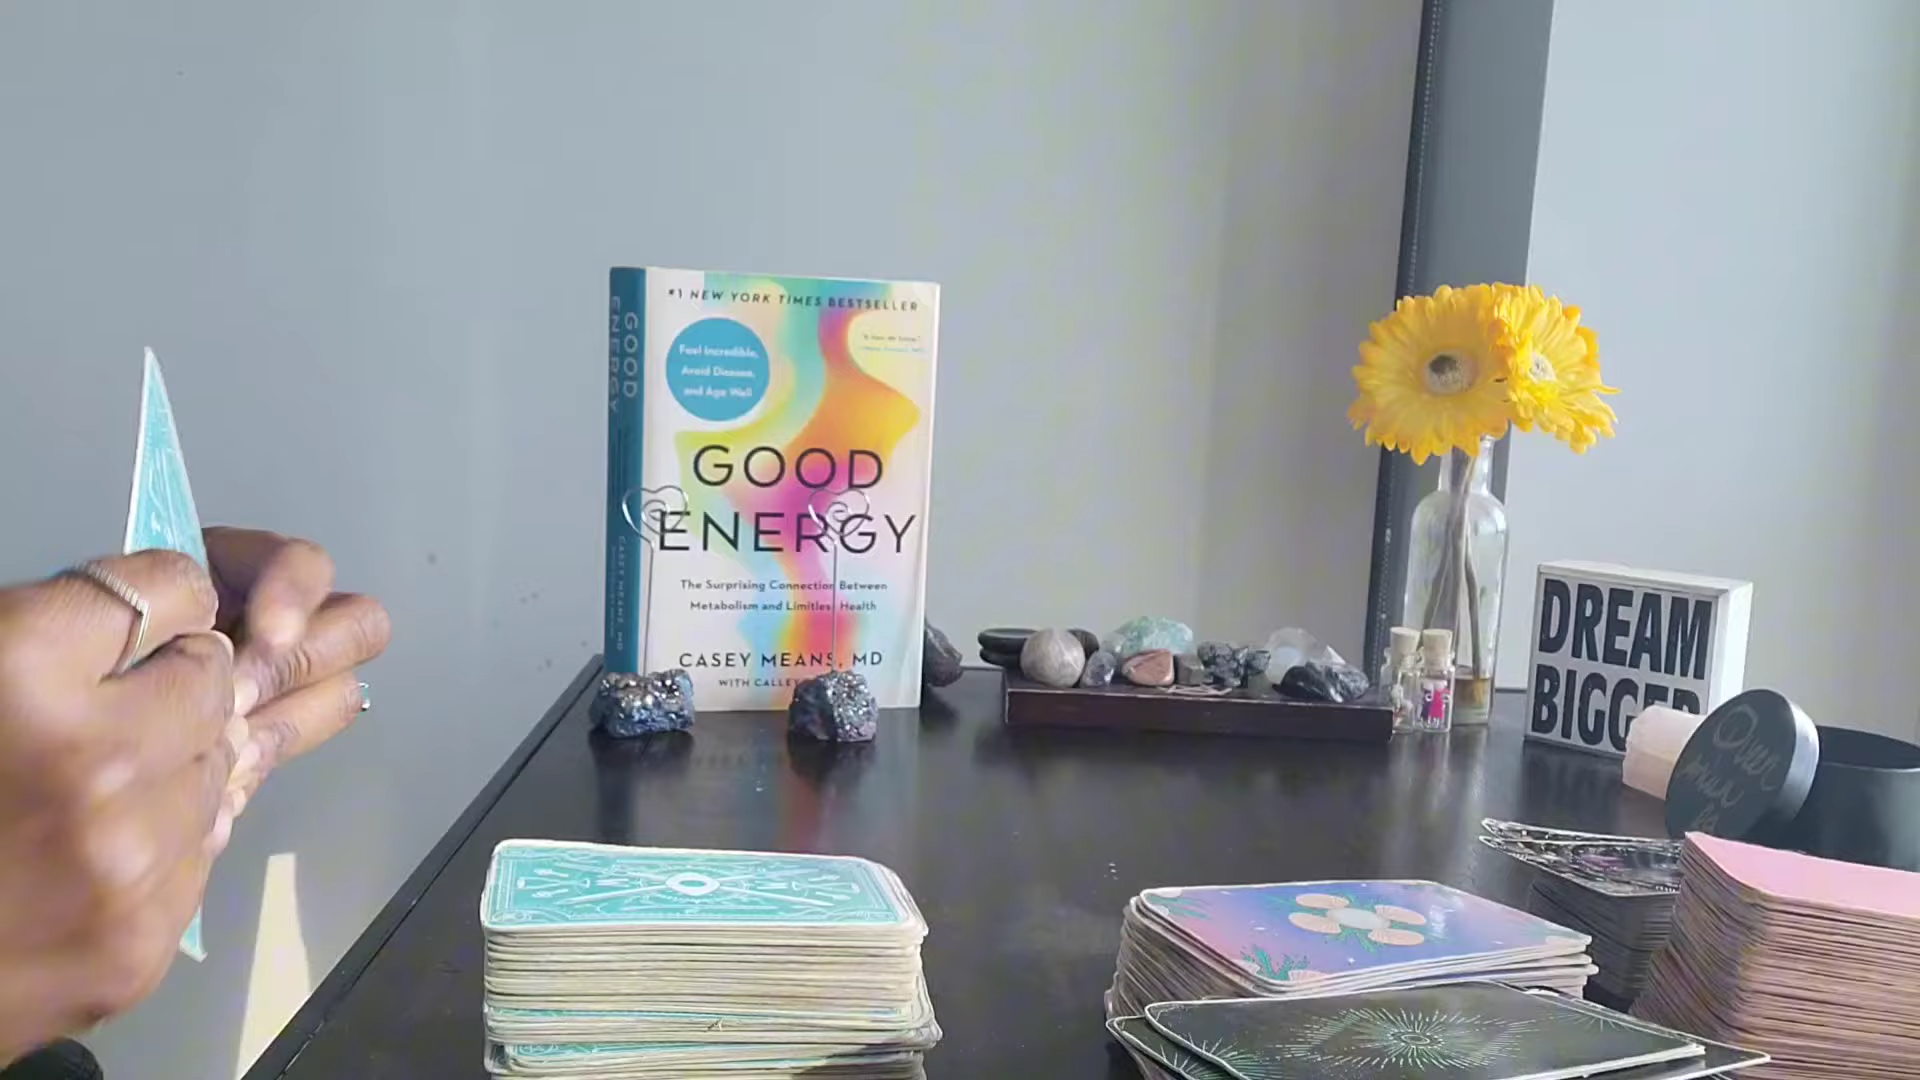 #1 NEW YORK TIMES BESTSELLER
Feel Incredible,
Avoid Disease,
and Age Well
GOOD
ENERGY
The Surprising Connection Between
Metabolism and Limitless Health
CASEY MEANS, MD
WITH CALLEY
GOOD
ENERGY
CASEY MEANS, MD
DREAM
BIGGER